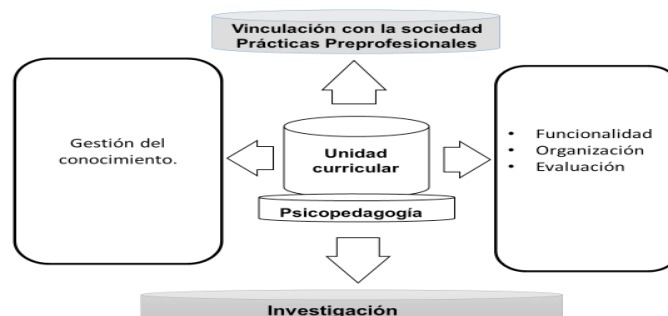 Vinculación con la sociedad
Prácticas Preprofesionales
Gestión del
conocimiento.
Unidad
curricular
Psicopedagogía
• Funcionalidad
• Organización
• Evaluación
Investigación